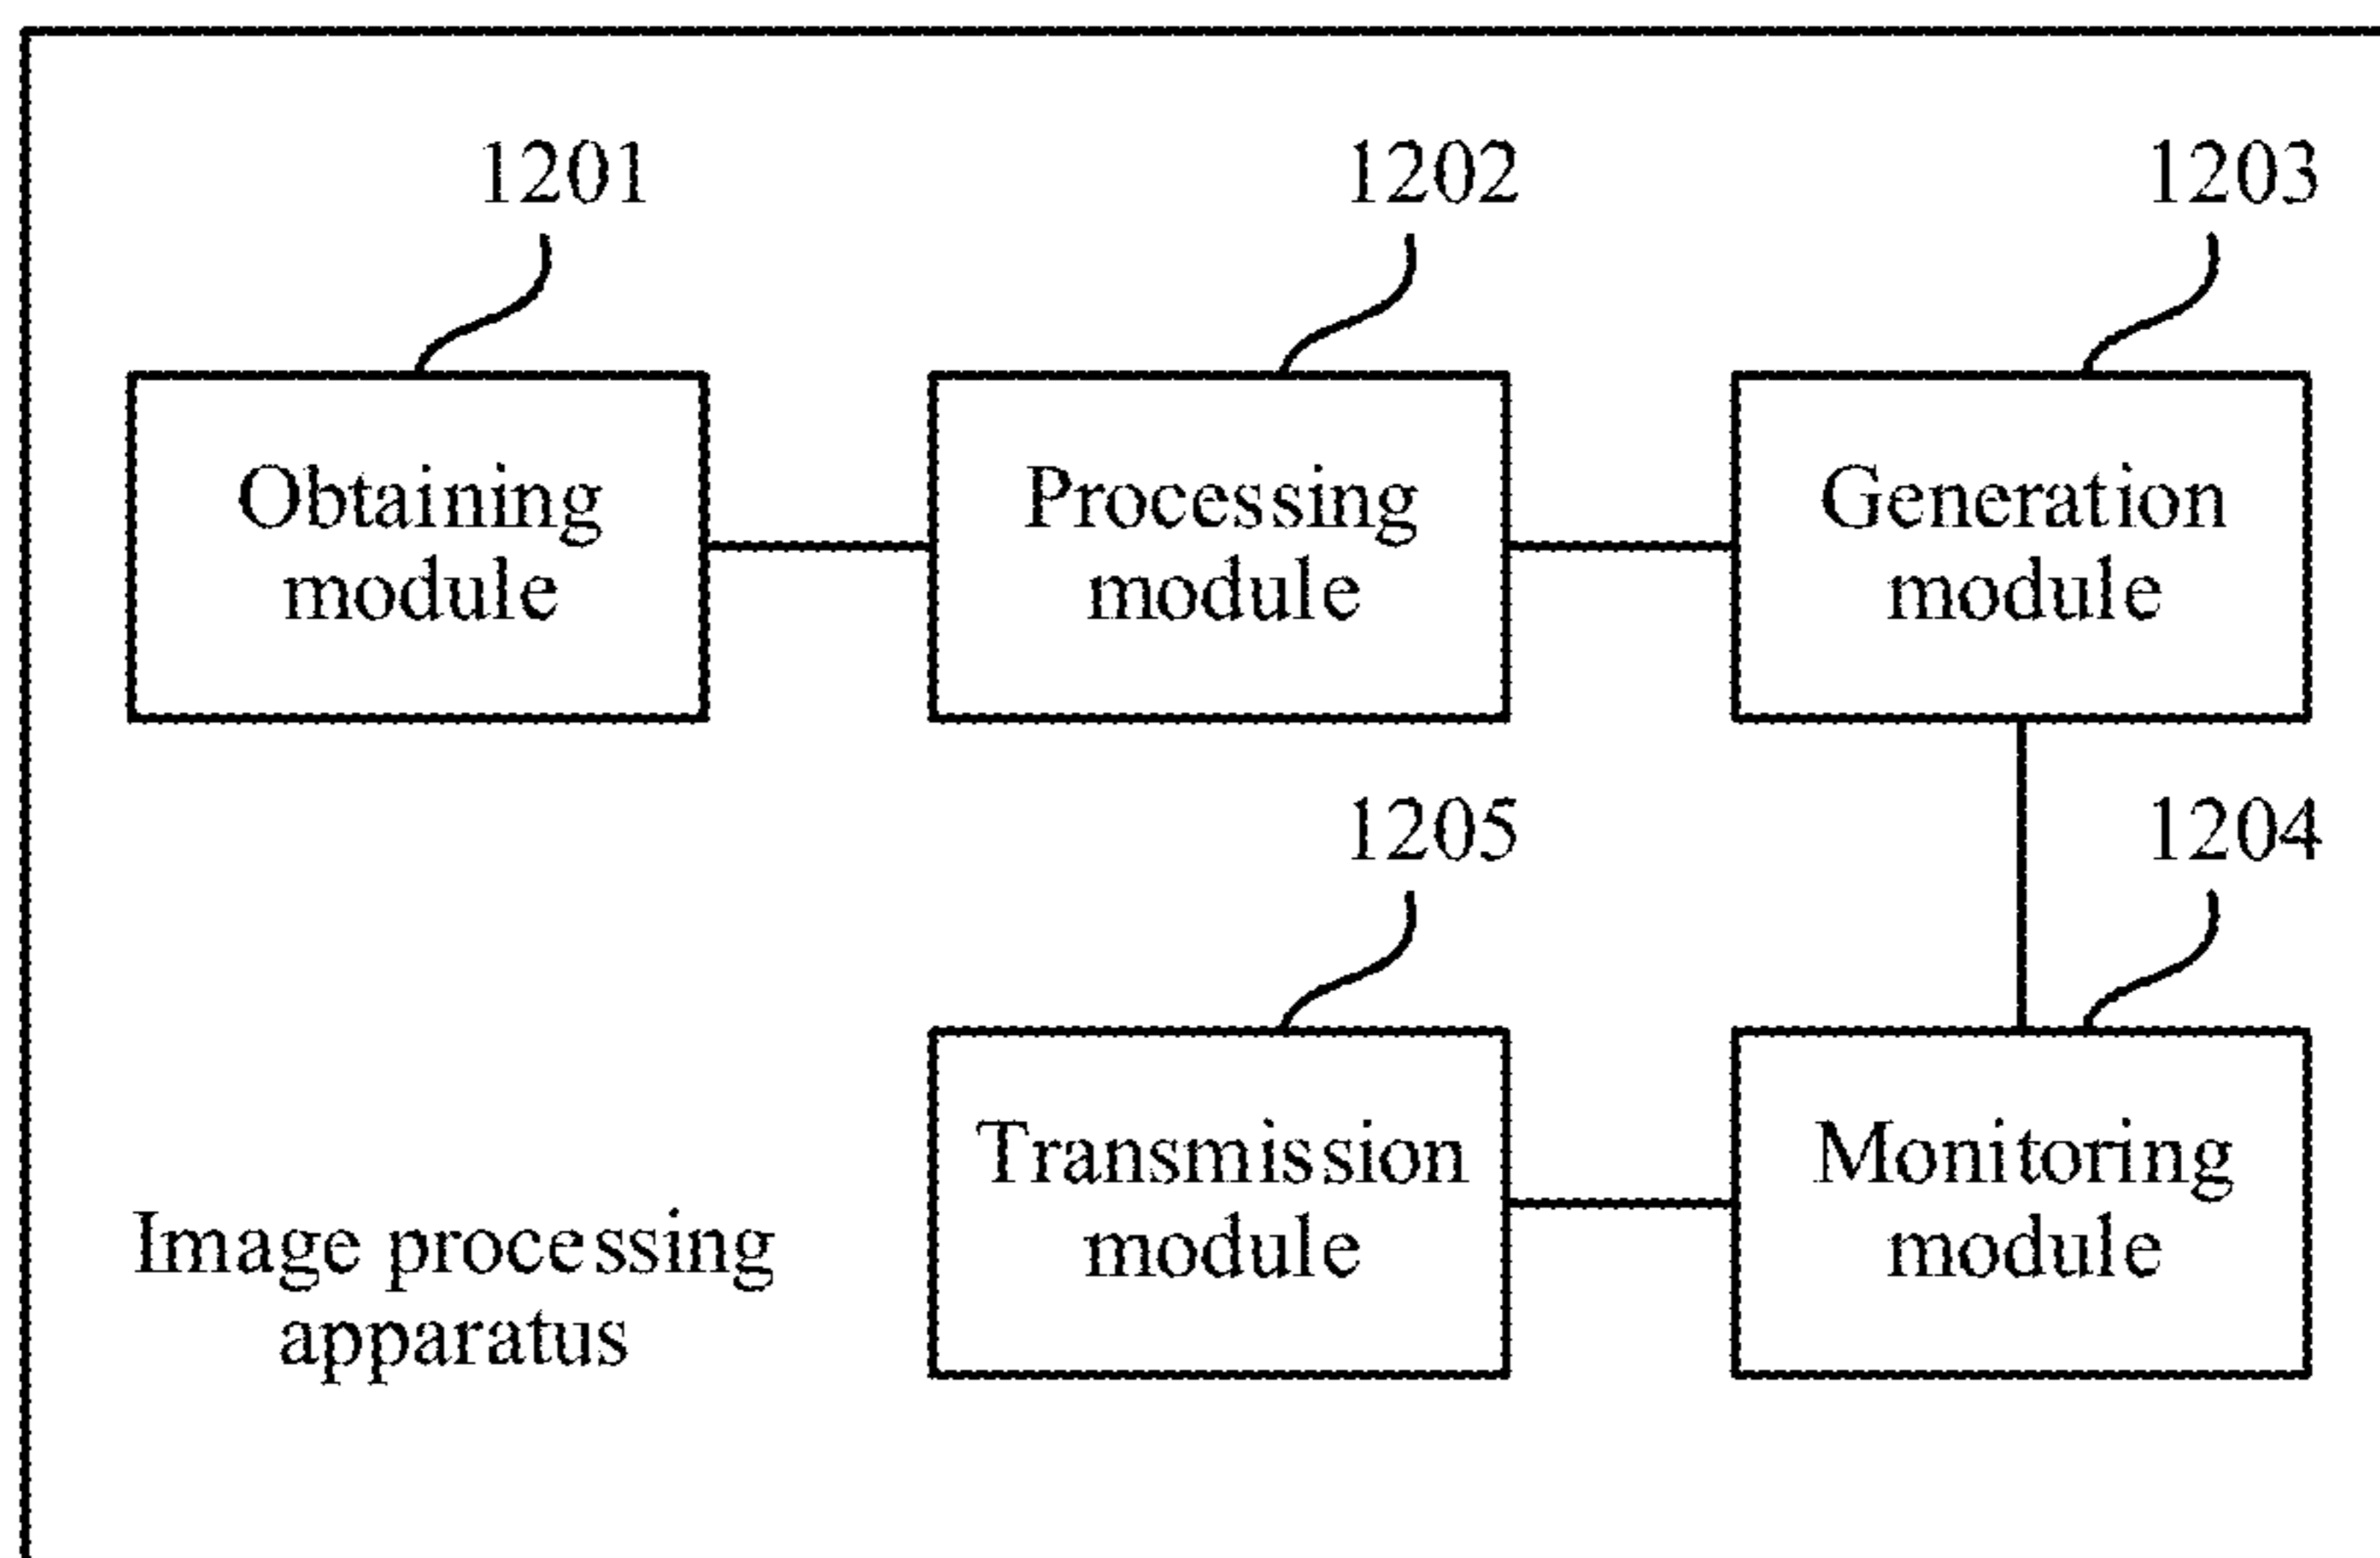 1201
1202
1203
Obtaining
module
Processing
module
Generation
module
1205
1204
Transmission
module
Monitoring
module
Image processing
apparatus